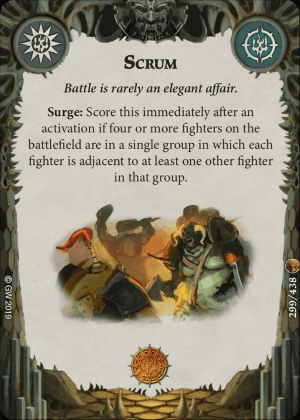 Scrum
Battle is rarely an elegant affair.
Surge: Score this immediately after an
activation if four or more fighters on the
battlefield are in a single group in which each
fighter is adjacent to at least one other fighter
in that group.
© GW 2019
299/438